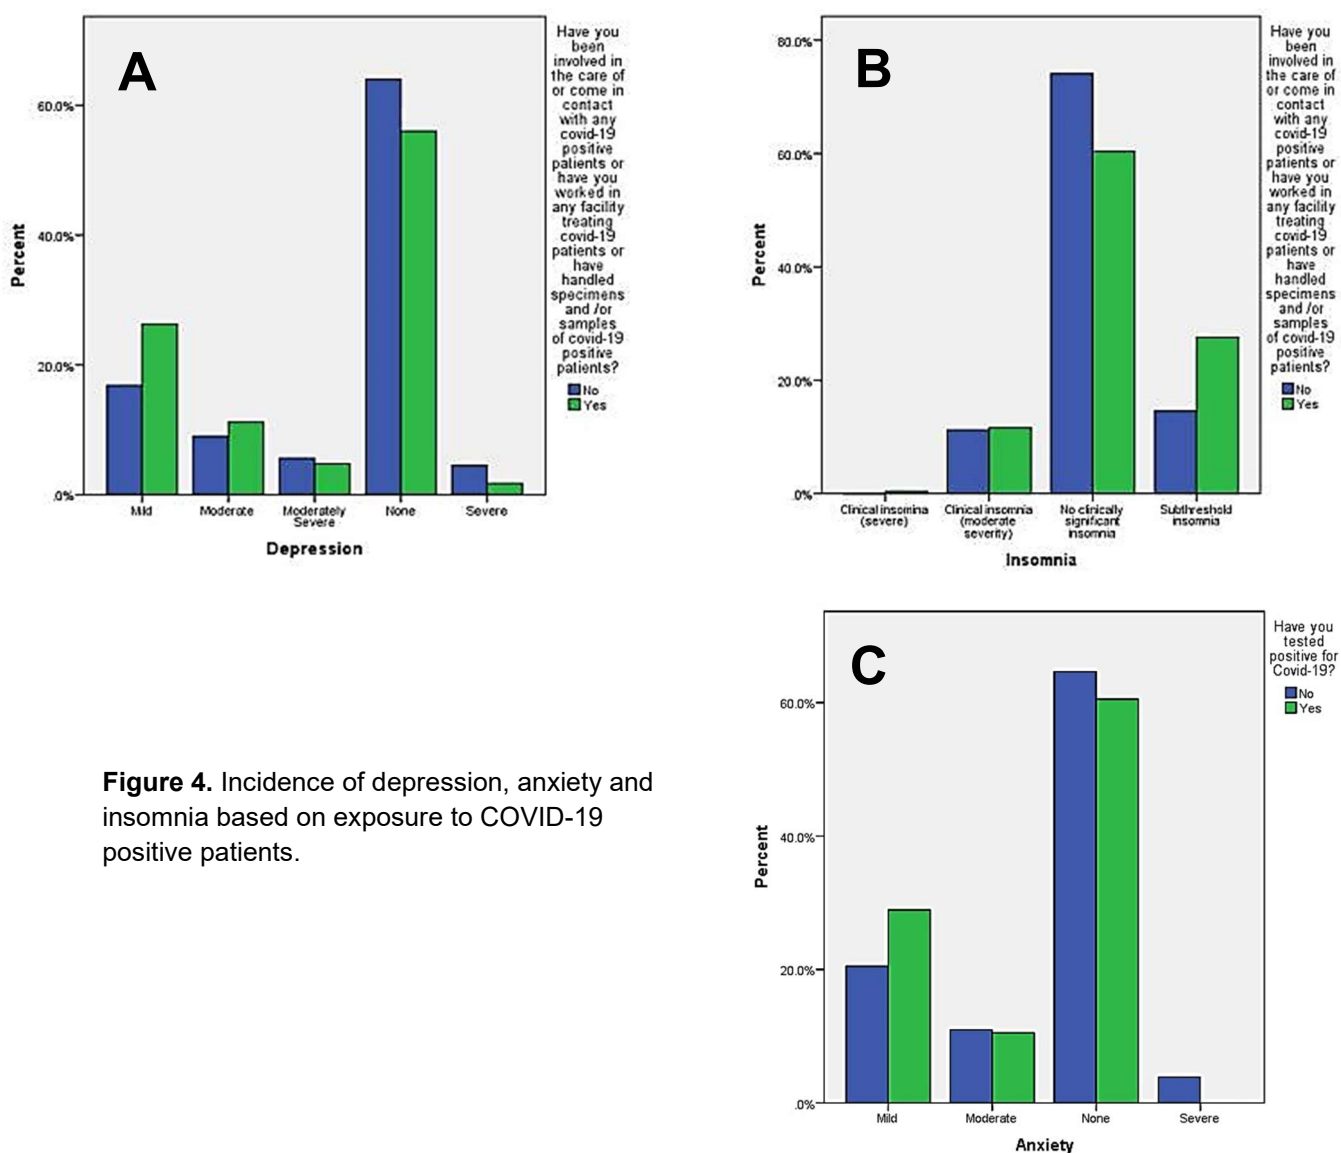 A
Percent
60.0%
40.0%
20.0%
.0%
Mild
Moderate
Moderately
Severe
None
Severe
Depression
Have you
been
involved in
the care of
or come in
contact
with any
covid-19
positive
patients or
have you
worked in
any facility
treating
covid-19
patients or
have
handled
specimens
and /or
samples
of covid-19
positive
patients?
No
Yes
B
Percent
80.0%
60.0%
40.0%
20.0%
.0%
Clinical insomina
(severe)
Clinical insomnia
(moderate
severity)
No clinically
significant
insomnia
Subthreshold
insomnia
Insomnia
Have you
been
involved in
the care of
or come in
contact
with any
covid-19
positive
patients or
have you
worked in
any facility
treating
covid-19
patients or
have
handled
specimens
and /or
samples
of covid-19
positive
patients?
No
Yes
C
Percent
60.0%
40.0%
20.0%
.0%
Mild
Moderate
None
Severe
Anxiety
Have you
tested
positive for
Covid-19?
No
Yes
Figure 4. Incidence of depression, anxiety and
insomnia based on exposure to COVID-19
positive patients.